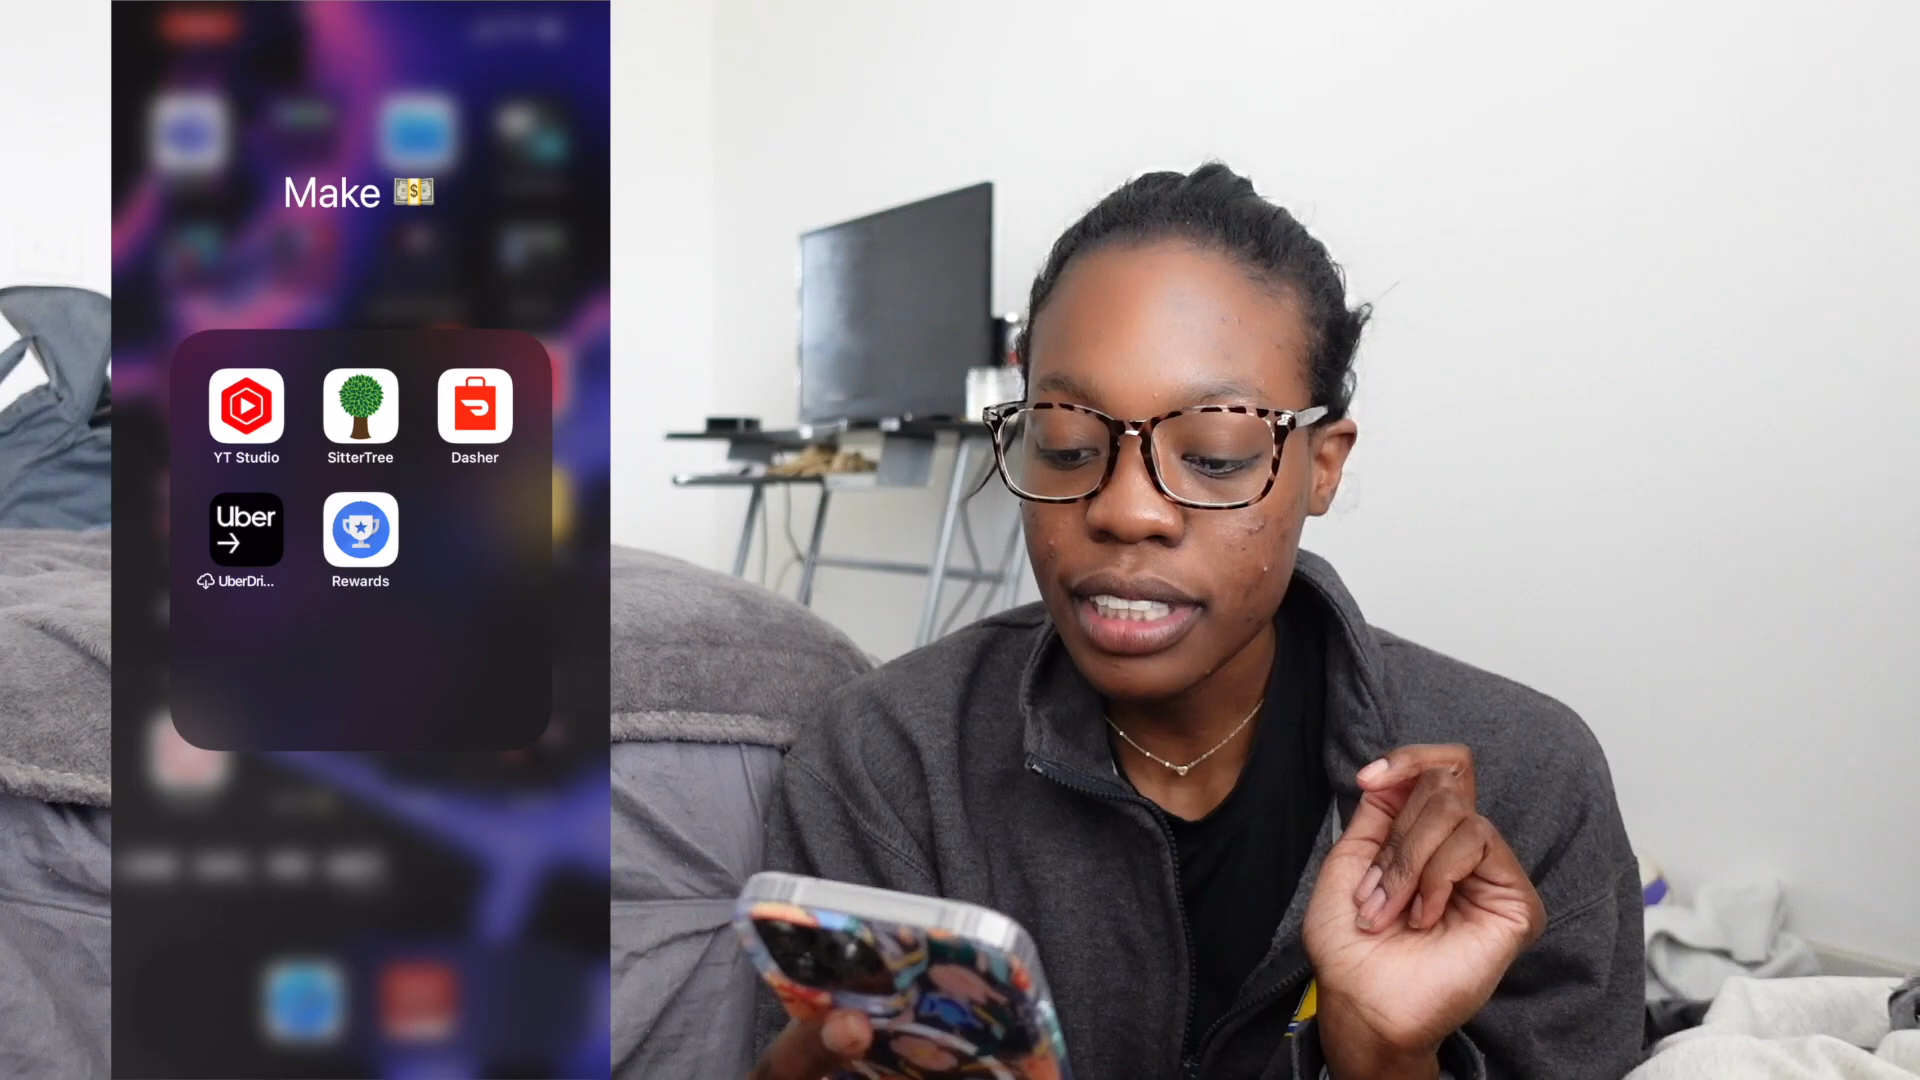 Make 💵
YT Studio
SitterTree
Dasher
Uber
UberDri...
Rewards